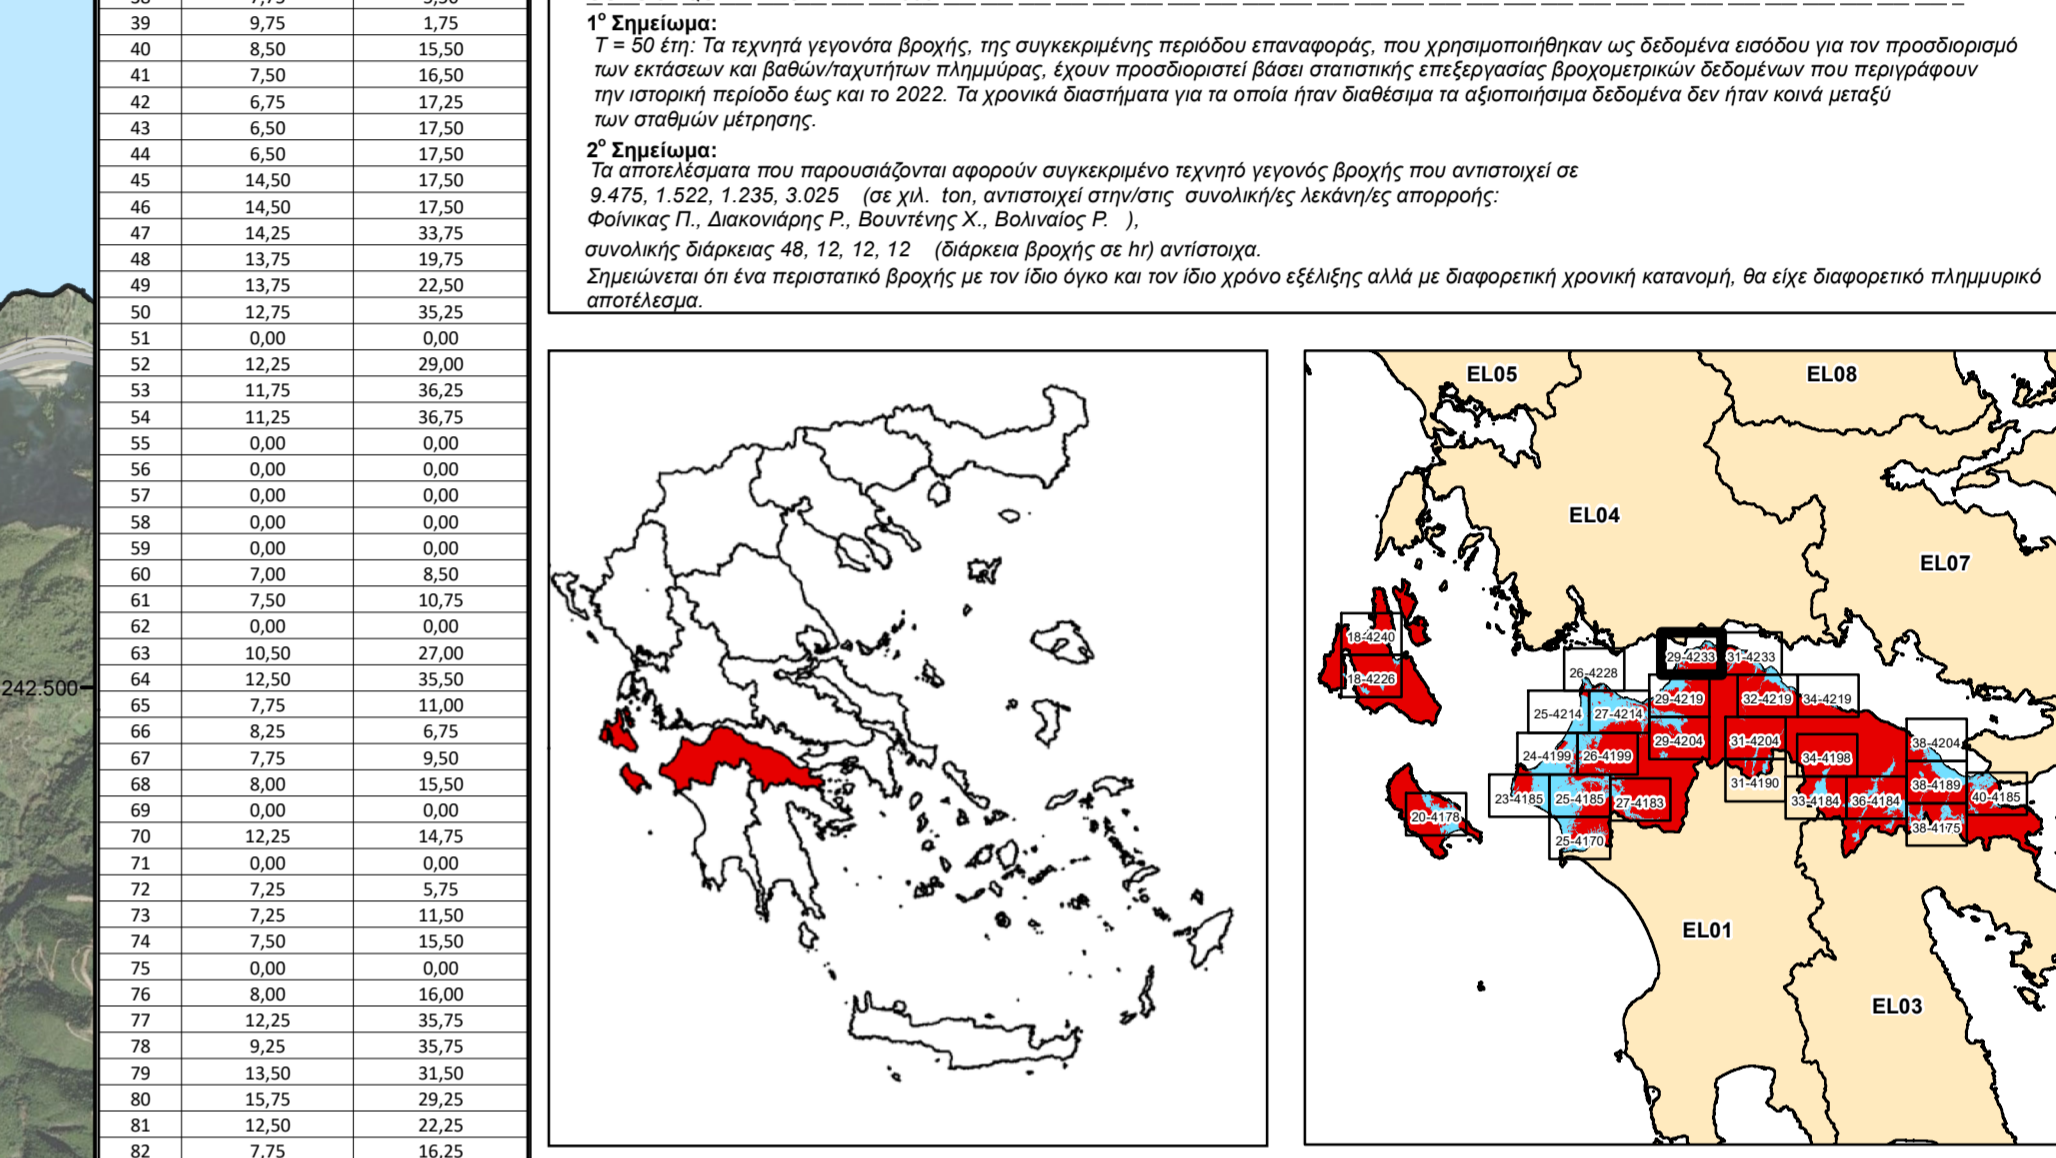 39 9,75 1,75
40 8,50 15,50
41 7,50 16,50
42 6,75 17,25
43 6,50 17,50
44 6,50 17,50
45 14,50 17,50
46 14,50 17,50
47 14,25 33,75
48 13,75 19,75
49 13,75 22,50
50 12,75 35,25
51 0,00 0,00
52 12,25 29,00
53 11,75 36,25
54 11,25 36,75
55 0,00 0,00
56 0,00 0,00
57 0,00 0,00
58 0,00 0,00
59 0,00 0,00
60 7,00 8,50
61 7,50 10,75
62 0,00 0,00
63 10,50 27,00
64 12,50 35,50
65 7,75 11,00
66 8,25 6,75
67 7,75 9,50
68 8,00 15,50
69 0,00 0,00
70 12,25 14,75
71 0,00 0,00
72 7,25 5,75
73 7,25 11,50
74 7,50 15,50
75 0,00 0,00
76 8,00 16,00
77 12,25 35,75
78 9,25 35,75
79 13,50 31,50
80 15,75 29,25
81 12,50 22,25
82 7,75 16,25
242.500
1º Σημείωμα:
T = 50 έτη: Τα τεχνητά γεγονότα βροχής, της συγκεκριμένης περιόδου επαναφοράς, που χρησιμοποιήθηκαν ως δεδομένα εισόδου για τον προσδιορισμό
των εκτάσεων και βαθών/ταχυτήτων πλημμύρας, έχουν προσδιοριστεί βάσει στατιστικής επεξεργασίας βροχομετρικών δεδομένων που περιγράφουν
την ιστορική περίοδο έως και το 2022. Τα χρονικά διαστήματα για τα οποία ήταν διαθέσιμα τα αξιοποιήσιμα δεδομένα δεν ήταν κοινά μεταξύ
των σταθμών μέτρησης.
2º Σημείωμα:
Τα αποτελέσματα που παρουσιάζονται αφορούν συγκεκριμένο τεχνητό γεγονός βροχής που αντιστοιχεί σε
9.475, 1.522, 1.235, 3.025 (σε χιλ. ton, αντιστοιχεί στην/στις συνολική/ες λεκάνη/ες απορροής:
Φοίνικας Π., Διακονιάρης Ρ., Βουντένης Χ., Βολιναίος Ρ. ),
συνολικής διάρκειας 48, 12, 12, 12 (διάρκεια βροχής σε hr) αντίστοιχα.
Σημειώνεται ότι ένα περιστατικό βροχής με τον ίδιο όγκο και τον ίδιο χρόνο εξέλιξης αλλά με διαφορετική χρονική κατανομή, θα είχε διαφορετικό πλημμυρικό
αποτέλεσμα.
EL05
EL08
EL04
EL07
18-4240
29-4233 31-4233
26-4228
18-4226
29-4219 32-4219 34-4219
25-4214 27-4214
29-4204 31-4204 38-4204
24-4199 26-4199 34-4198
31-4190 38-4189
23-4185 25-4185 27-4183 33-4184 36-4184 40-4185
20-4178
38-4175
25-4170
EL01
EL03